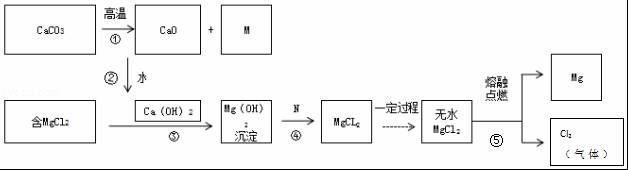 高温
CaCO3
CaO
+
M
①
②
水
熔融
点燃
Mg
含MgCl2
Ca (OH) 2
③
Mg (OH)
2
沉淀
N
④
MgCL2
一定过程
无水
MgCl2
⑤
Cl2
(气体)